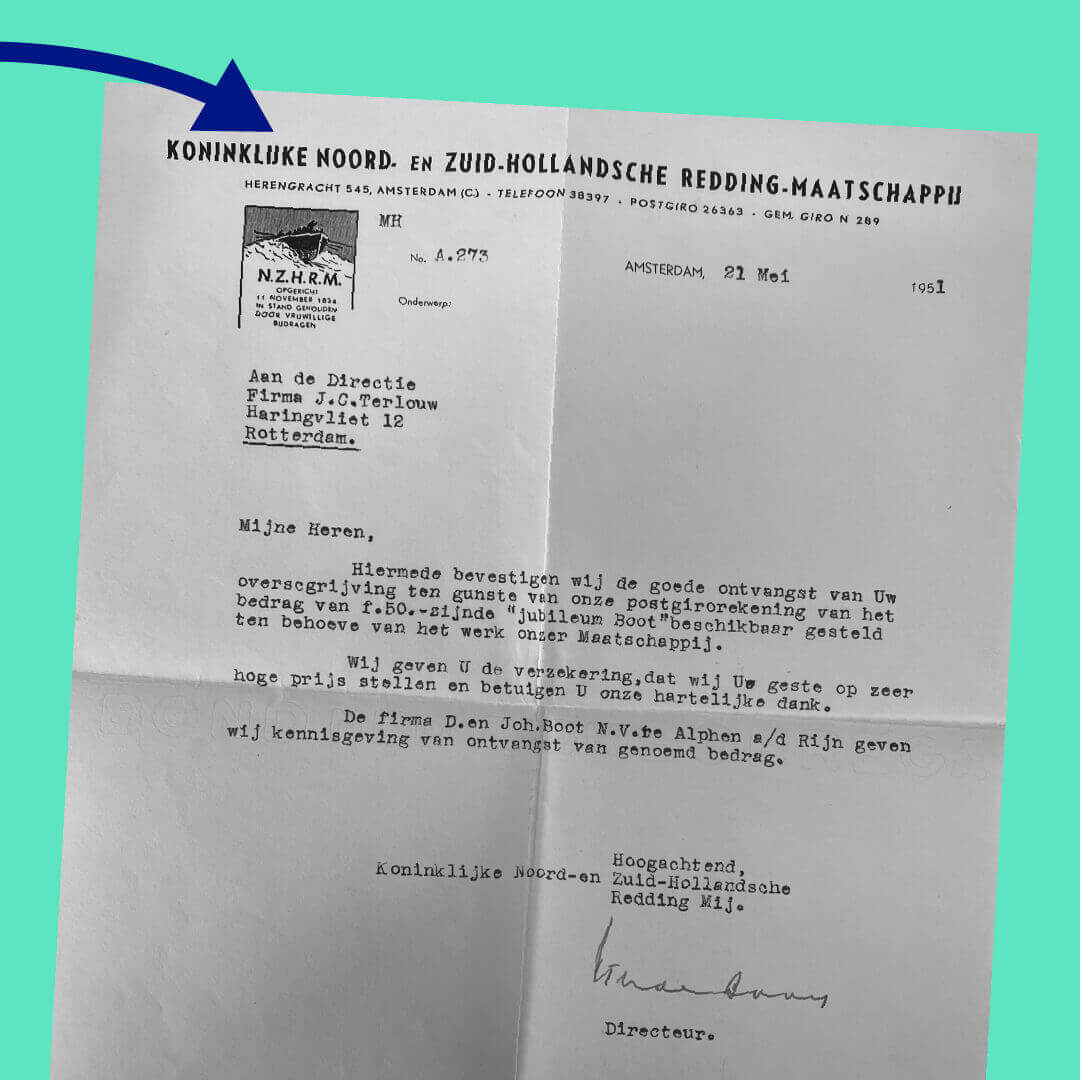 KONINKLIJKE NOORD- EN ZUID-HOLLANDSCHE REDDING-MAATSCHAPPIJ
HERENGRACHT 545, AMSTERDAM (C.) - TELEFOON 38397 - POSTGIRO 26363 - GEM. GIRO N 289
MH
No. A.273
N.Z.H.R.M.
OPGERICHT
11 NOVEMBER 1824
IN STAND GEHOUDEN
DOOR VRIJWILLIGE
BIJDRAGEN
Onderwerp:
AMSTERDAM, 21 Mei 1951
Aan de Directie
Firma J.C.Terlouw
Haringvliet 12
Rotterdam.
Mijne Heren,
Hiermede bevestigen wij de goede ontvangst van Uw
overscgrijving ten gunste van onze postgirorekening van het
bedrag van f.50.-zijnde "jubileum Boot"beschikbaar gesteld
ten behoeve van het werk onzer Maatschappij.
Wij geven U de verzekering,dat wij Uw geste op zeer
hoge prijs stellen en betuigen U onze hartelijke dank.
De firma D.en Joh.Boot N.V.te Alphen a/d Rijn geven
wij kennisgeving van ontvangst van genoemd bedrag.
Hoogachtend,
Koninklijke Noord-en Zuid-Hollandsche
Redding Mij.
Directeur.